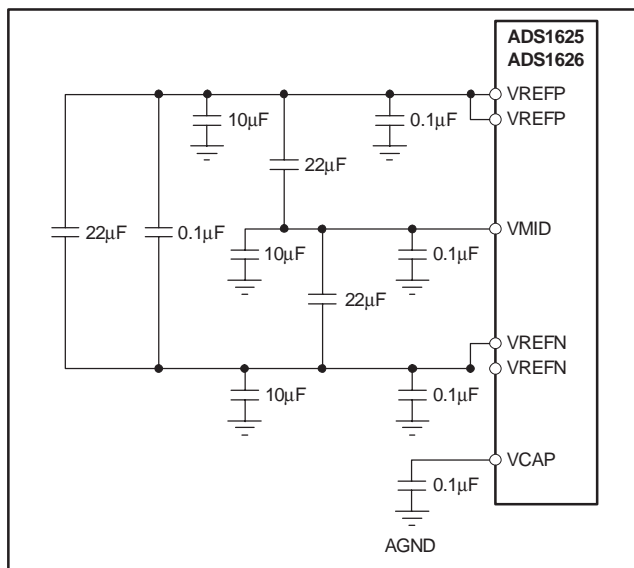 ADS1625
ADS1626
VREFP
10μF
0.1μF
VREFP
22μF
22μF
0.1μF
VMID
10μF
0.1μF
22μF
VREFN
VREFN
10μF
0.1μF
VCAP
0.1μF
AGND